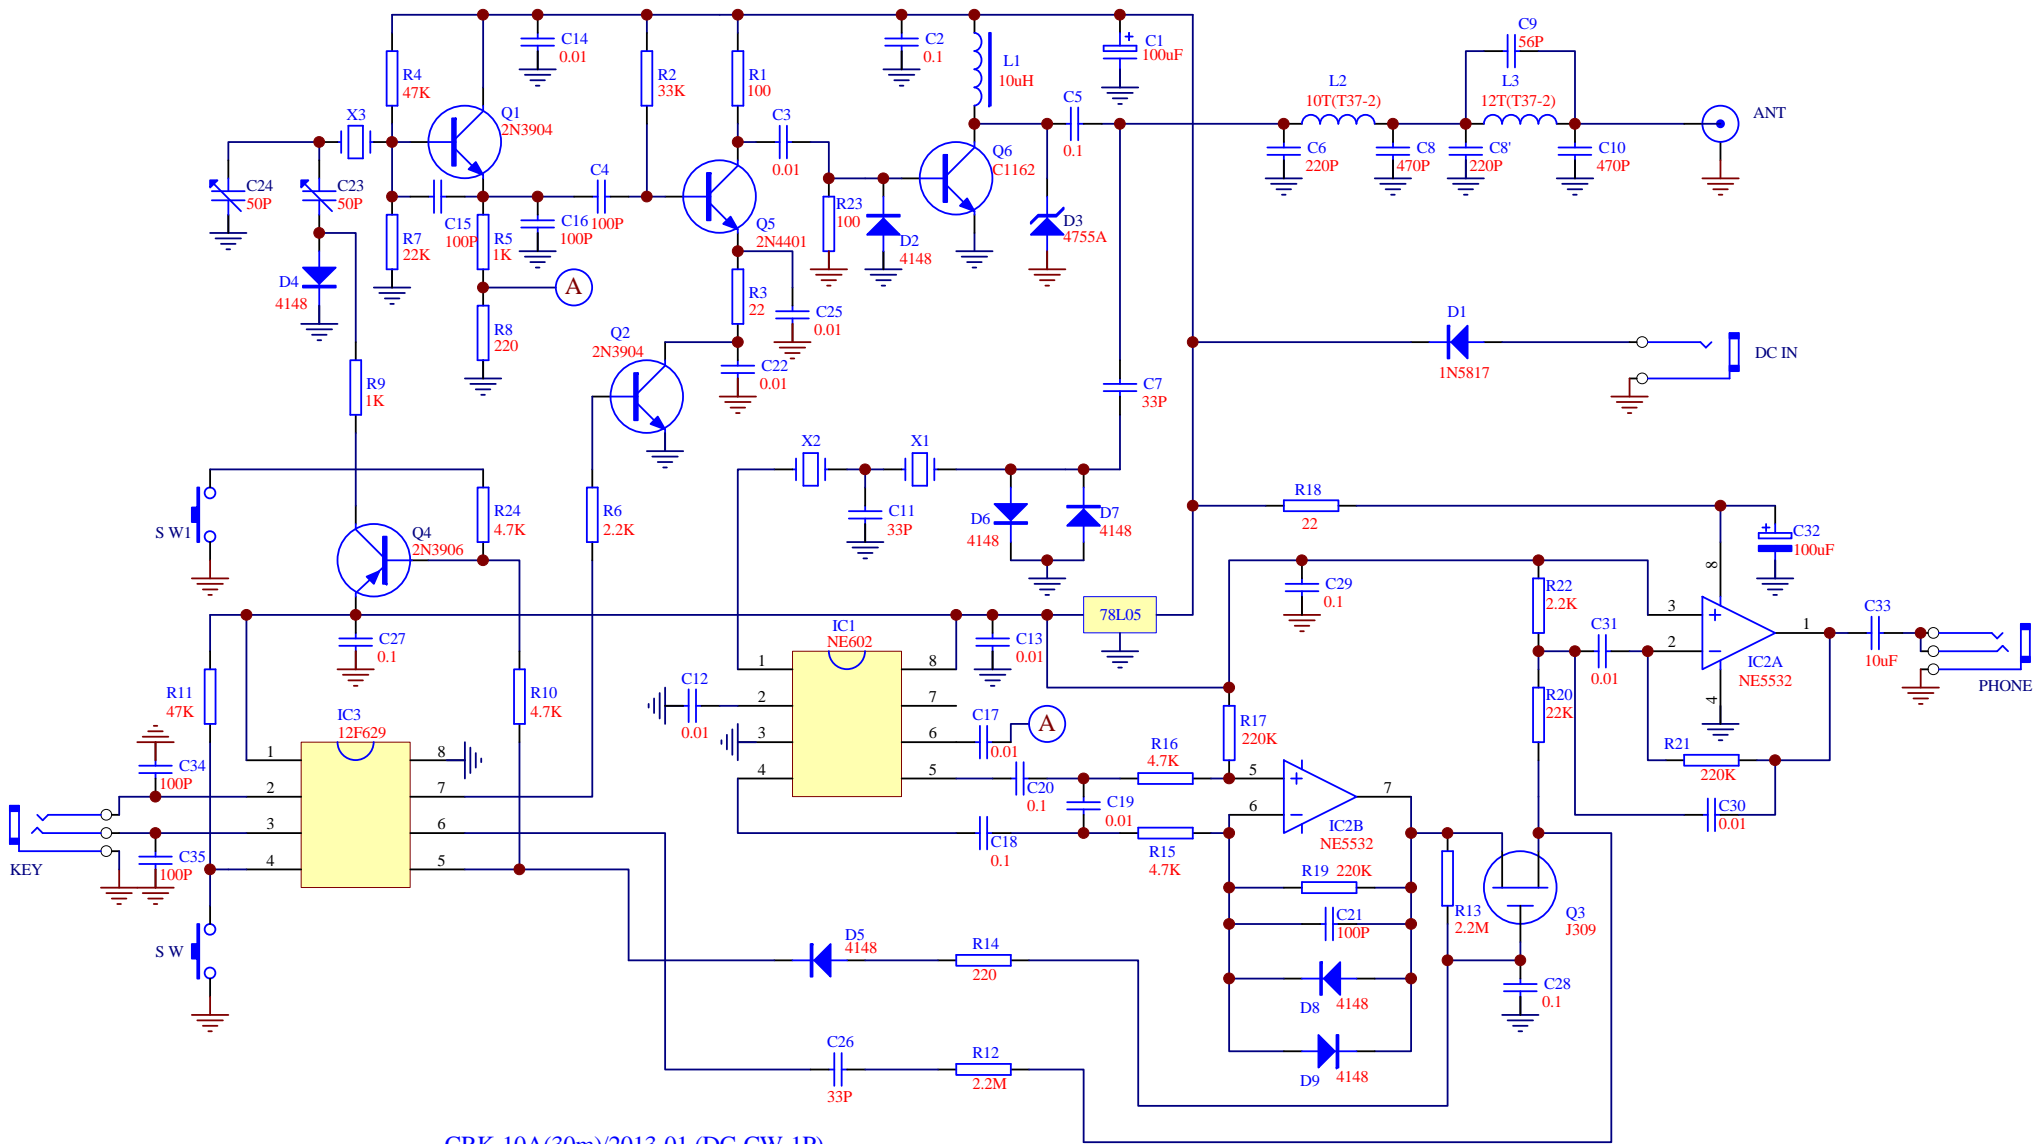 C14
0.01
R4
47K
Q1
2N3904
X3
C24
50P
C23
50P
R7
22K
C15
100P
R5
1K
C16
100P
C4
100P
D4
4148
A
R8
220
R9
1K
R2
33K
R1
100
C3
0.01
Q5
2N4401
R3
22
C25
0.01
C22
0.01
Q2
2N3904
R23
100
D2
4148
C2
0.1
L1
10uH
Q6
C1162
C1
100uF
C5
0.1
D3
4755A
C9
56P
L2
10T(T37-2)
L3
12T(T37-2)
C6
220P
C8
470P
C8'
220P
C10
470P
ANT
D1
1N5817
DC IN
C7
33P
X2
X1
C11
33P
D6
4148
D7
4148
R6
2.2K
S W1
R24
4.7K
Q4
2N3906
C27
0.1
R11
47K
R10
4.7K
IC3
12F629
1
2
3
4
8
7
6
5
C34
100P
C35
100P
KEY
S W
IC1
NE602
1
2
3
4
8
7
6
5
C12
0.01
C13
0.01
78L05
C17
0.01
A
C20
0.1
C19
0.01
C18
0.1
R16
4.7K
R15
4.7K
R17
220K
R18
22
C29
0.1
C32
100uF
R22
2.2K
R20
22K
C31
0.01
8
3
2
1
4
IC2A
NE5532
C33
10uF
PHONE
R21
220K
C30
0.01
5
6
7
IC2B
NE5532
R19 220K
C21
100P
D8 4148
D9 4148
R13
2.2M
Q3
J309
C28
0.1
D5
4148
R14
220
C26
33P
R12
2.2M
CRK-10A(30m)/2013-01 (DC-CW-1B)